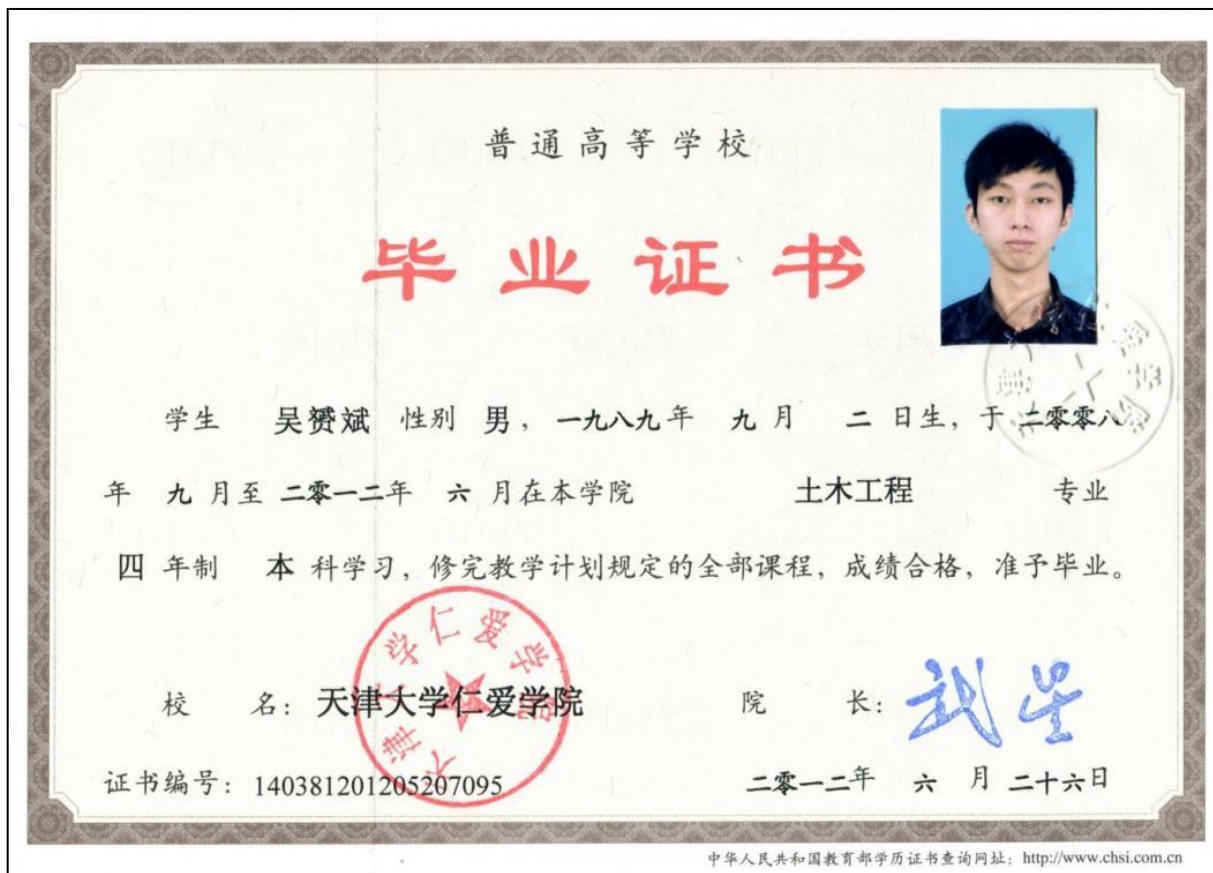 普通高等学校
毕业证书
学生 吴赟斌 性别 男，一九八九年 九月 二日生，于 二零零八
年 九 月至 二零一二年 六 月在本学院 土木工程 专业
四 年制 本 科学习，修完教学计划规定的全部课程，成绩合格，准予毕业。
天津大学仁爱学院
校 名：天津大学仁爱学院 院 长：
证书编号：140381201205207095 二零一二年 六 月 二十六日
中华人民共和国教育部学历证书查询网址：http://www.chsi.com.cn